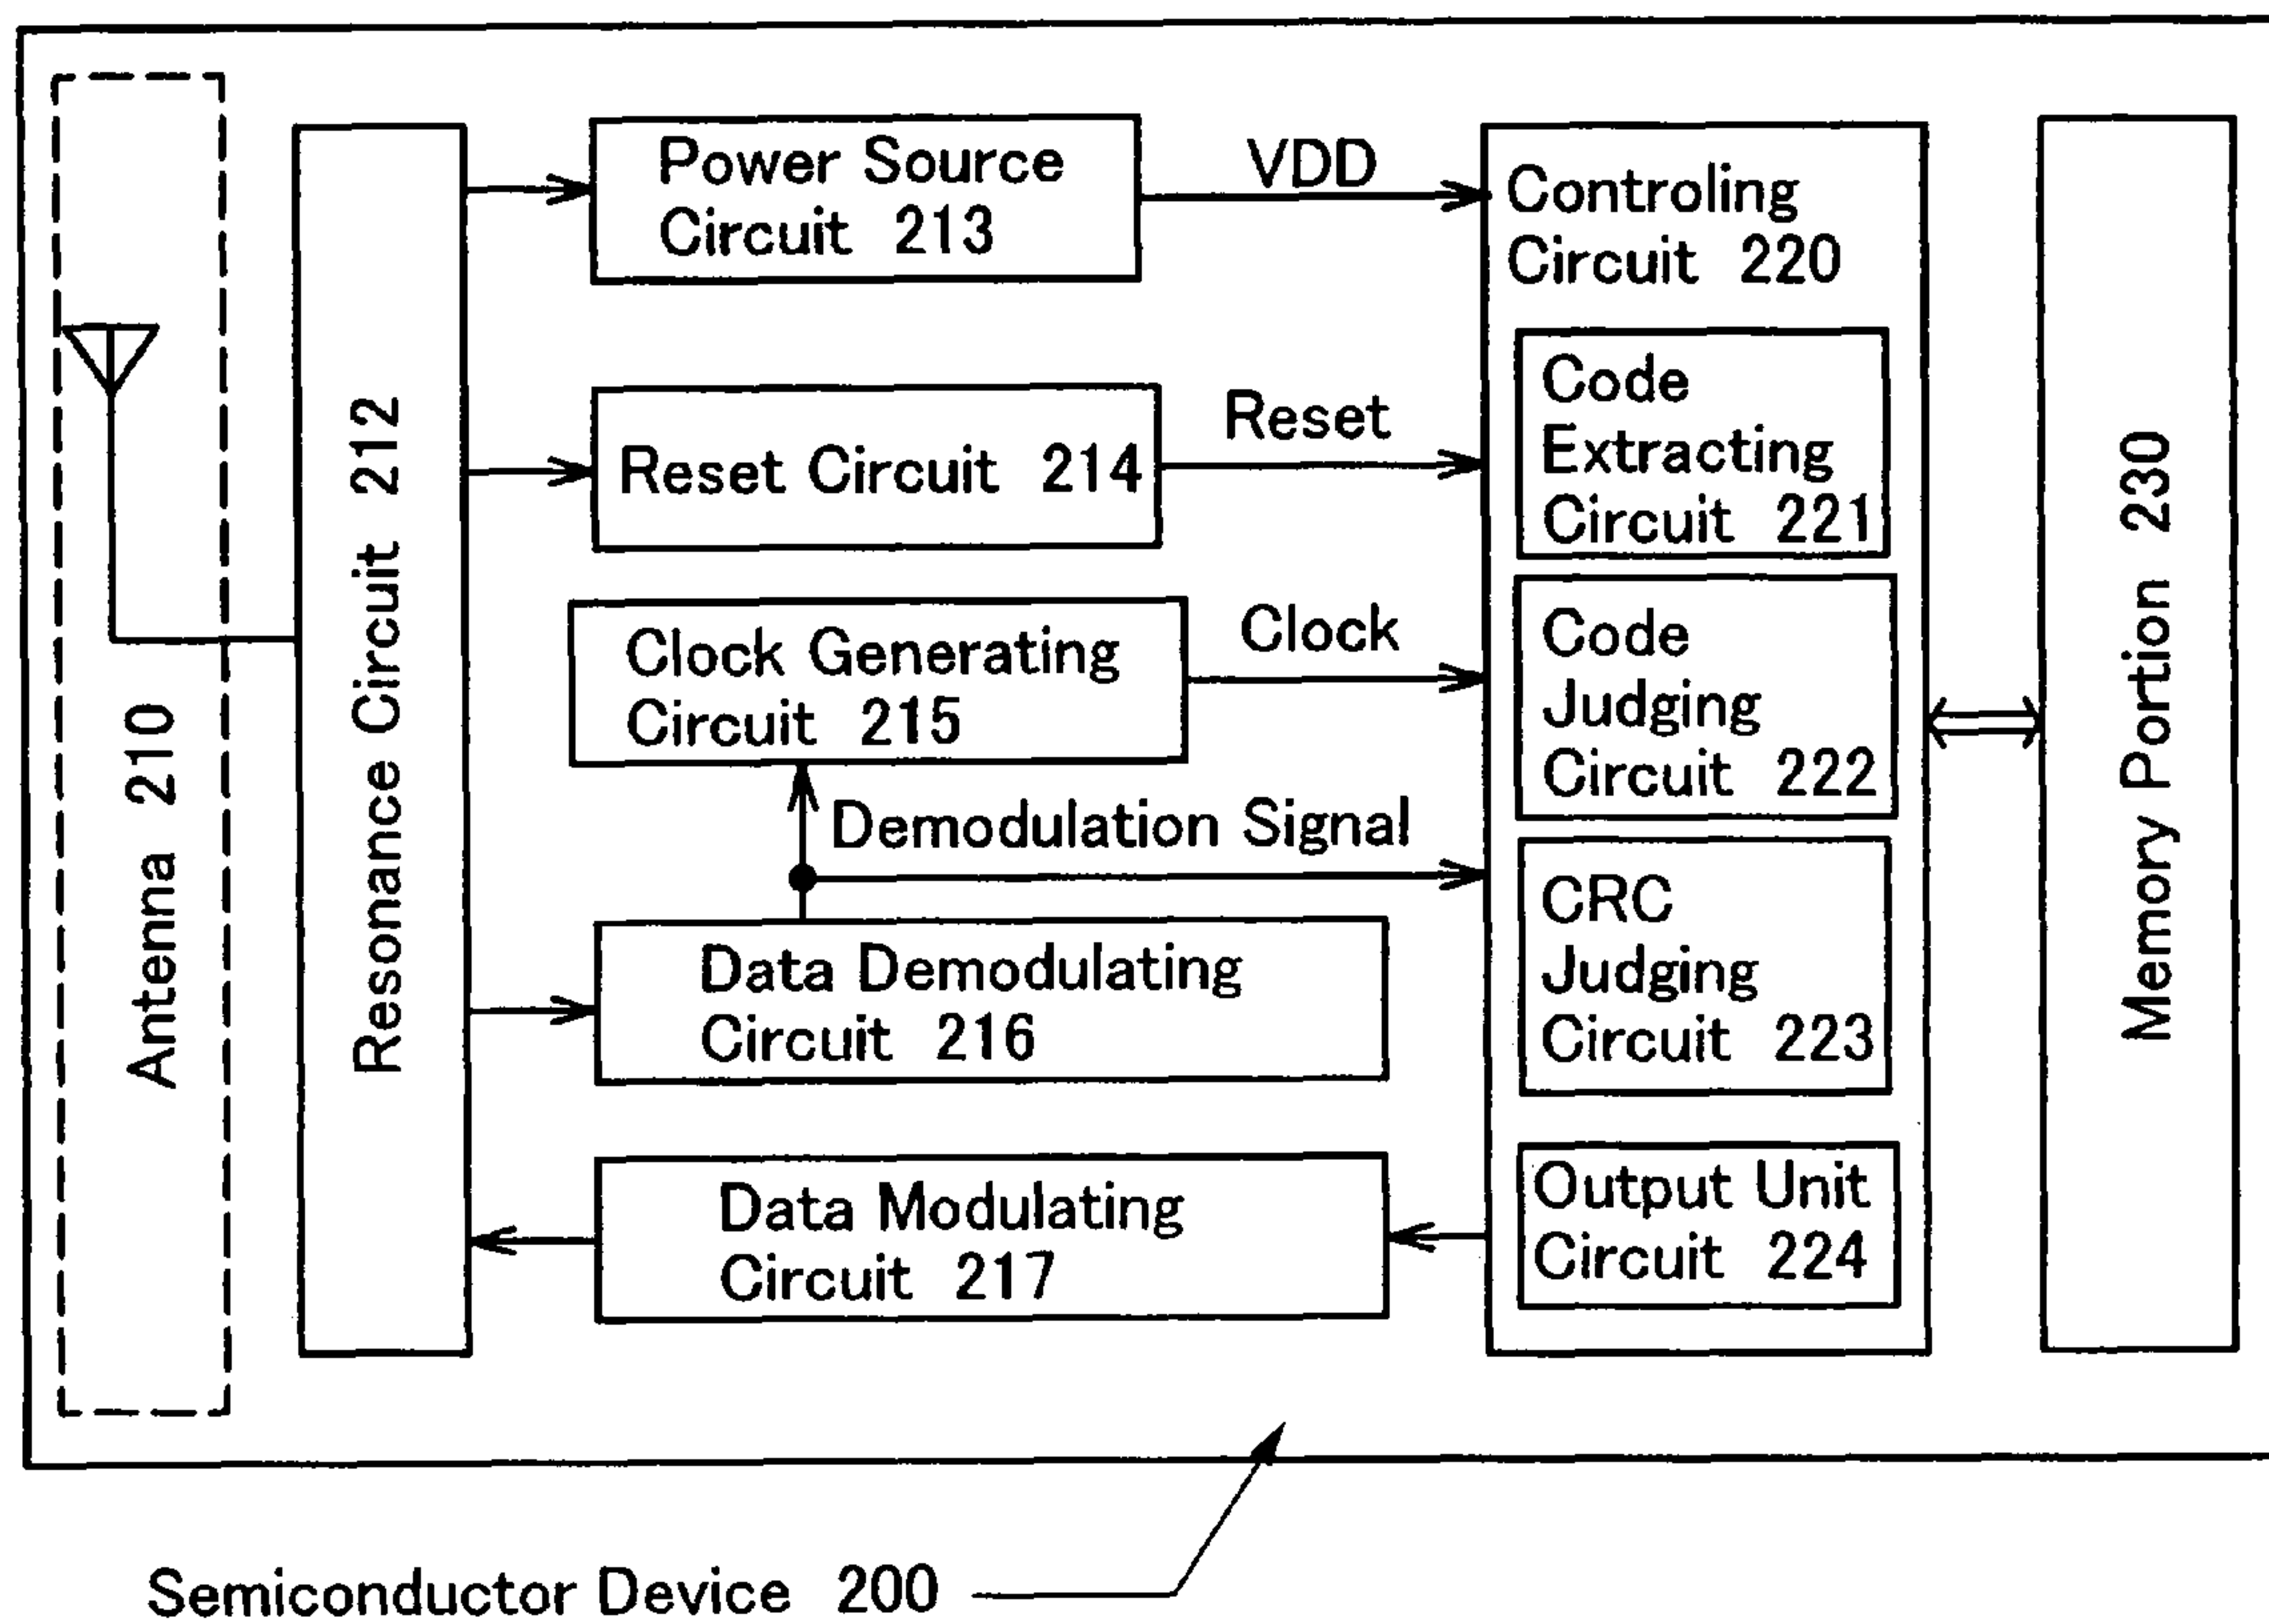 Antenna 210
Resonance Circuit 212
Power Source
Circuit 213
VDD
Reset Circuit 214
Reset
Clock Generating
Circuit 215
Clock
Demodulation Signal
Data Demodulating
Circuit 216
Data Modulating
Circuit 217
Controling
Circuit 220
Code
Extracting
Circuit 221
Code
Judging
Circuit 222
CRC
Judging
Circuit 223
Output Unit
Circuit 224
Memory Portion 230
Semiconductor Device 200